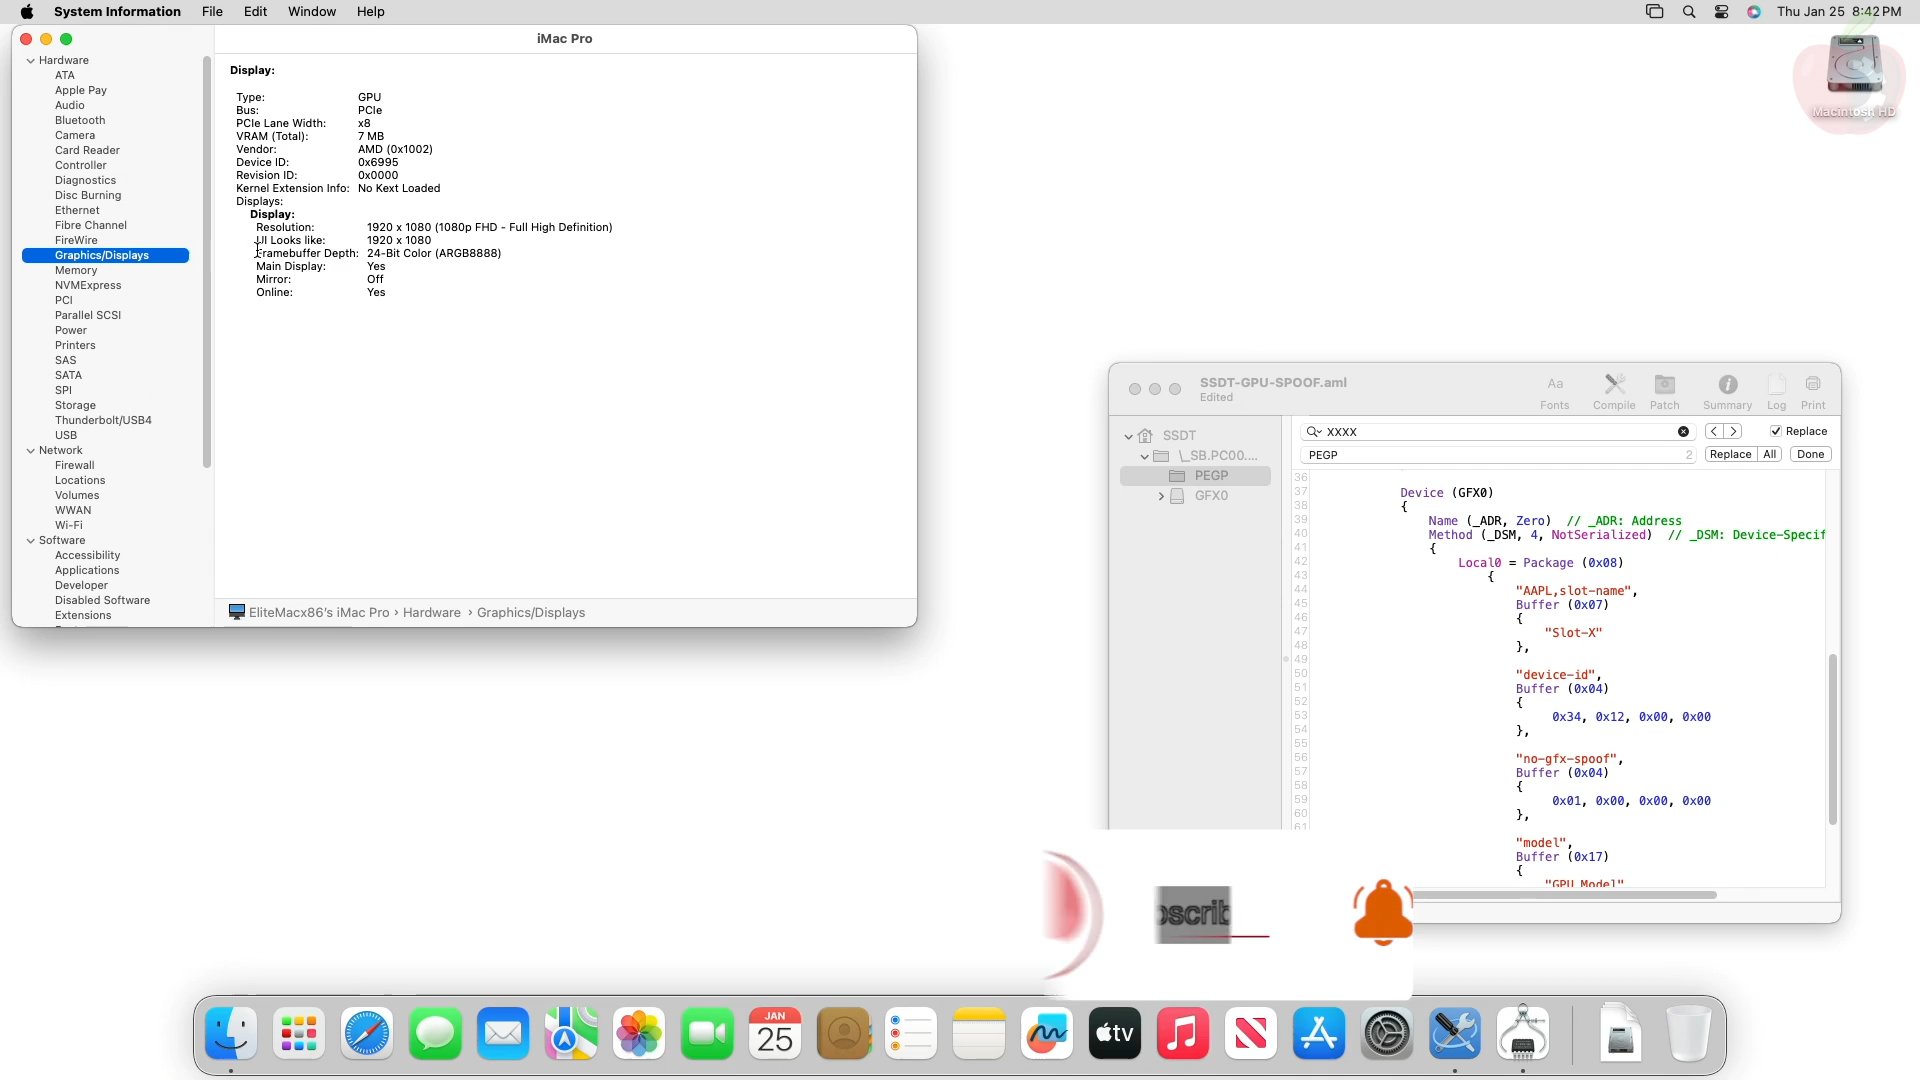 System Information File Edit Window Help
Thu Jan 25 8:42 PM
Macintosh HD
iMac Pro
Hardware
ATA
Apple Pay
Audio
Bluetooth
Camera
Card Reader
Controller
Diagnostics
Disc Burning
Ethernet
Fibre Channel
FireWire
Graphics/Displays
Memory
NVMExpress
PCI
Parallel SCSI
Power
Printers
SAS
SATA
SPI
Storage
Thunderbolt/USB4
USB
Network
Firewall
Locations
Volumes
WWAN
Wi-Fi
Software
Accessibility
Applications
Developer
Disabled Software
Extensions
Display:
Type: GPU
Bus: PCIe
PCIe Lane Width: x8
VRAM (Total): 7 MB
Vendor: AMD (0x1002)
Device ID: 0x6995
Revision ID: 0x0000
Kernel Extension Info: No Kext Loaded
Displays:
Display:
Resolution: 1920 x 1080 (1080p FHD - Full High Definition)
UI Looks like: 1920 x 1080
Framebuffer Depth: 24-Bit Color (ARGB8888)
Main Display: Yes
Mirror: Off
Online: Yes
EliteMacx86's iMac Pro › Hardware › Graphics/Displays
SSDT-GPU-SPOOF.aml
Edited
Aa
Fonts Compile Patch Summary Log Print
SSDT
\_SB.PC00....
PEGP
GFX0
XXXX
Replace
PEGP 2
Replace All Done
36
37 Device (GFX0)
38 {
39 Name (_ADR, Zero) // _ADR: Address
40 Method (_DSM, 4, NotSerialized) // _DSM: Device-Specif
41 {
42 Local0 = Package (0x08)
43 {
44 "AAPL,slot-name",
45 Buffer (0x07)
46 {
47 "Slot-X"
48 },
49
50 "device-id",
51 Buffer (0x04)
52 {
53 0x34, 0x12, 0x00, 0x00
54 },
55
56 "no-gfx-spoof",
57 Buffer (0x04)
58 {
59 0x01, 0x00, 0x00, 0x00
60 },
61
"model",
Buffer (0x17)
{
"GPU Model"
bscrib
JAN
25
tv